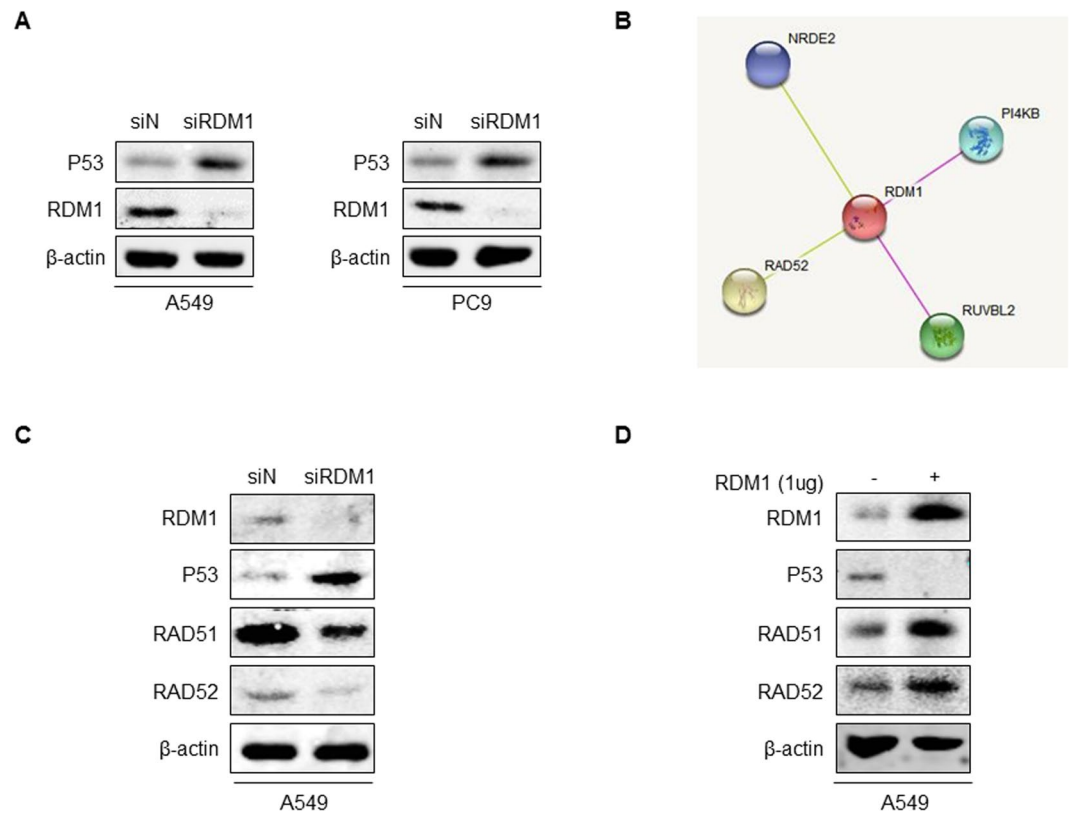 A
siN siRDM1
P53
RDM1
β-actin
A549
siN siRDM1
P53
RDM1
β-actin
PC9
B
NRDE2
PI4KB
RDM1
RAD52
RUVBL2
C
siN siRDM1
RDM1
P53
RAD51
RAD52
β-actin
A549
D
RDM1 (1ug) - +
RDM1
P53
RAD51
RAD52
β-actin
A549